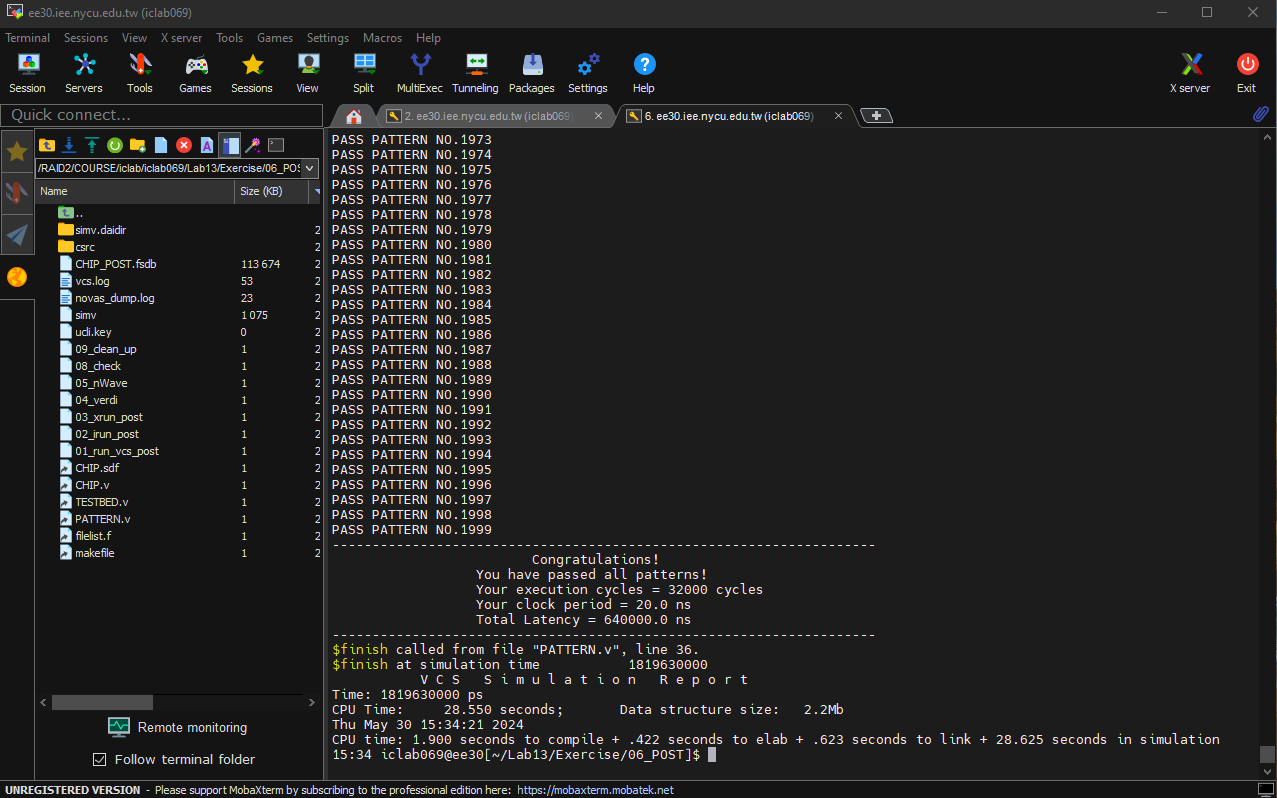 ee30.iee.nycu.edu.tw (iclab069)
Terminal Sessions View X server Tools Games Settings Macros Help
Session Servers Tools Games Sessions View Split MultiExec Tunneling Packages Settings Help X server Exit
Quick connect...
2. ee30.iee.nycu.edu.tw (iclab069)
6. ee30.iee.nycu.edu.tw (iclab069)
/RAID2/COURSE/iclab/iclab069/Lab13/Exercise/06_POS
Name Size (KB)
..
simv.daidir 2
csrc 2
CHIP_POST.fsdb 113 674 2
vcs.log 53 2
novas_dump.log 23 2
simv 1 075 2
ucli.key 0 2
09_clean_up 1 2
08_check 1 2
05_nWave 1 2
04_verdi 1 2
03_xrun_post 1 2
02_irun_post 1 2
01_run_vcs_post 1 2
CHIP.sdf 1 2
CHIP.v 1 2
TESTBED.v 1 2
PATTERN.v 1 2
filelist.f 1 2
makefile 1 2
Remote monitoring
Follow terminal folder
PASS PATTERN NO.1973
PASS PATTERN NO.1974
PASS PATTERN NO.1975
PASS PATTERN NO.1976
PASS PATTERN NO.1977
PASS PATTERN NO.1978
PASS PATTERN NO.1979
PASS PATTERN NO.1980
PASS PATTERN NO.1981
PASS PATTERN NO.1982
PASS PATTERN NO.1983
PASS PATTERN NO.1984
PASS PATTERN NO.1985
PASS PATTERN NO.1986
PASS PATTERN NO.1987
PASS PATTERN NO.1988
PASS PATTERN NO.1989
PASS PATTERN NO.1990
PASS PATTERN NO.1991
PASS PATTERN NO.1992
PASS PATTERN NO.1993
PASS PATTERN NO.1994
PASS PATTERN NO.1995
PASS PATTERN NO.1996
PASS PATTERN NO.1997
PASS PATTERN NO.1998
PASS PATTERN NO.1999
--------------------------------------------------------------------
Congratulations!
You have passed all patterns!
Your execution cycles = 32000 cycles
Your clock period = 20.0 ns
Total Latency = 640000.0 ns
--------------------------------------------------------------------
$finish called from file "PATTERN.v", line 36.
$finish at simulation time 1819630000
V C S S i m u l a t i o n R e p o r t
Time: 1819630000 ps
CPU Time: 28.550 seconds; Data structure size: 2.2Mb
Thu May 30 15:34:21 2024
CPU time: 1.900 seconds to compile + .422 seconds to elab + .623 seconds to link + 28.625 seconds in simulation
15:34 iclab069@ee30[~/Lab13/Exercise/06_POST]$
UNREGISTERED VERSION - Please support MobaXterm by subscribing to the professional edition here: https://mobaxterm.mobatek.net